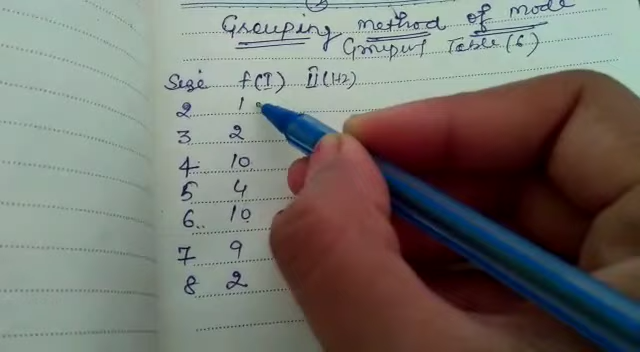 Grouping method of mode
Grouping Table (6)
Size f(I) II(1+2)
2 1
3 2
4 10
5 4
6 10
7 9
8 2